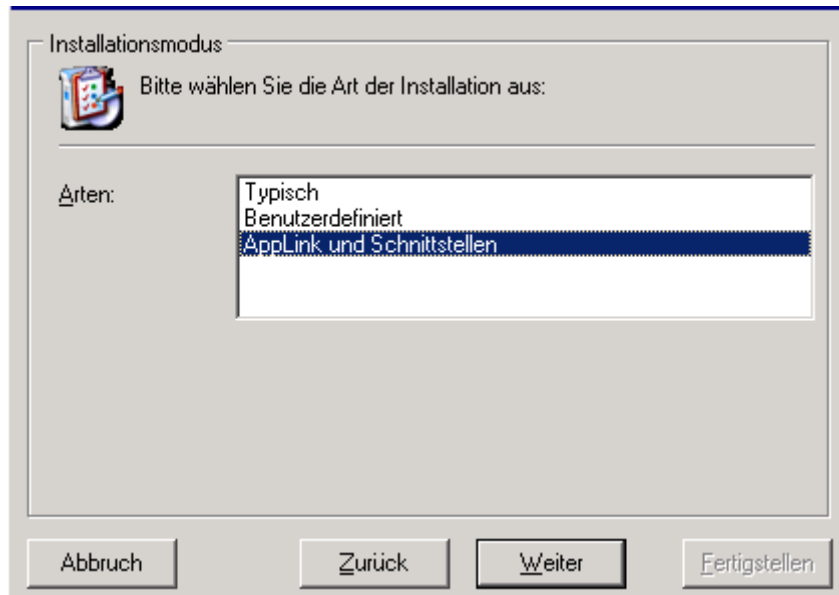 Installationsmodus
Bitte wählen Sie die Art der Installation aus:
Arten:
Typisch
Benutzerdefiniert
AppLink und Schnittstellen
Abbruch
Zurück
Weiter
Fertigstellen